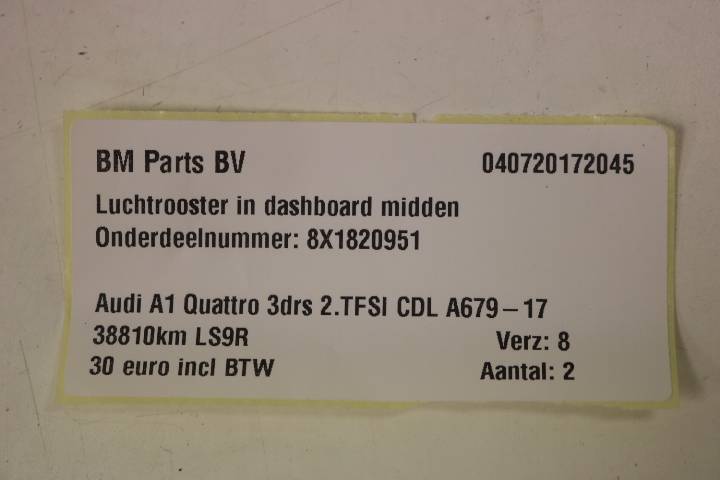 BM Parts BV 040720172045
Luchtrooster in dashboard midden
Onderdeelnummer: 8X1820951
Audi A1 Quattro 3drs 2.TFSI CDL A679 – 17
38810km LS9R Verz: 8
30 euro incl BTW Aantal: 2